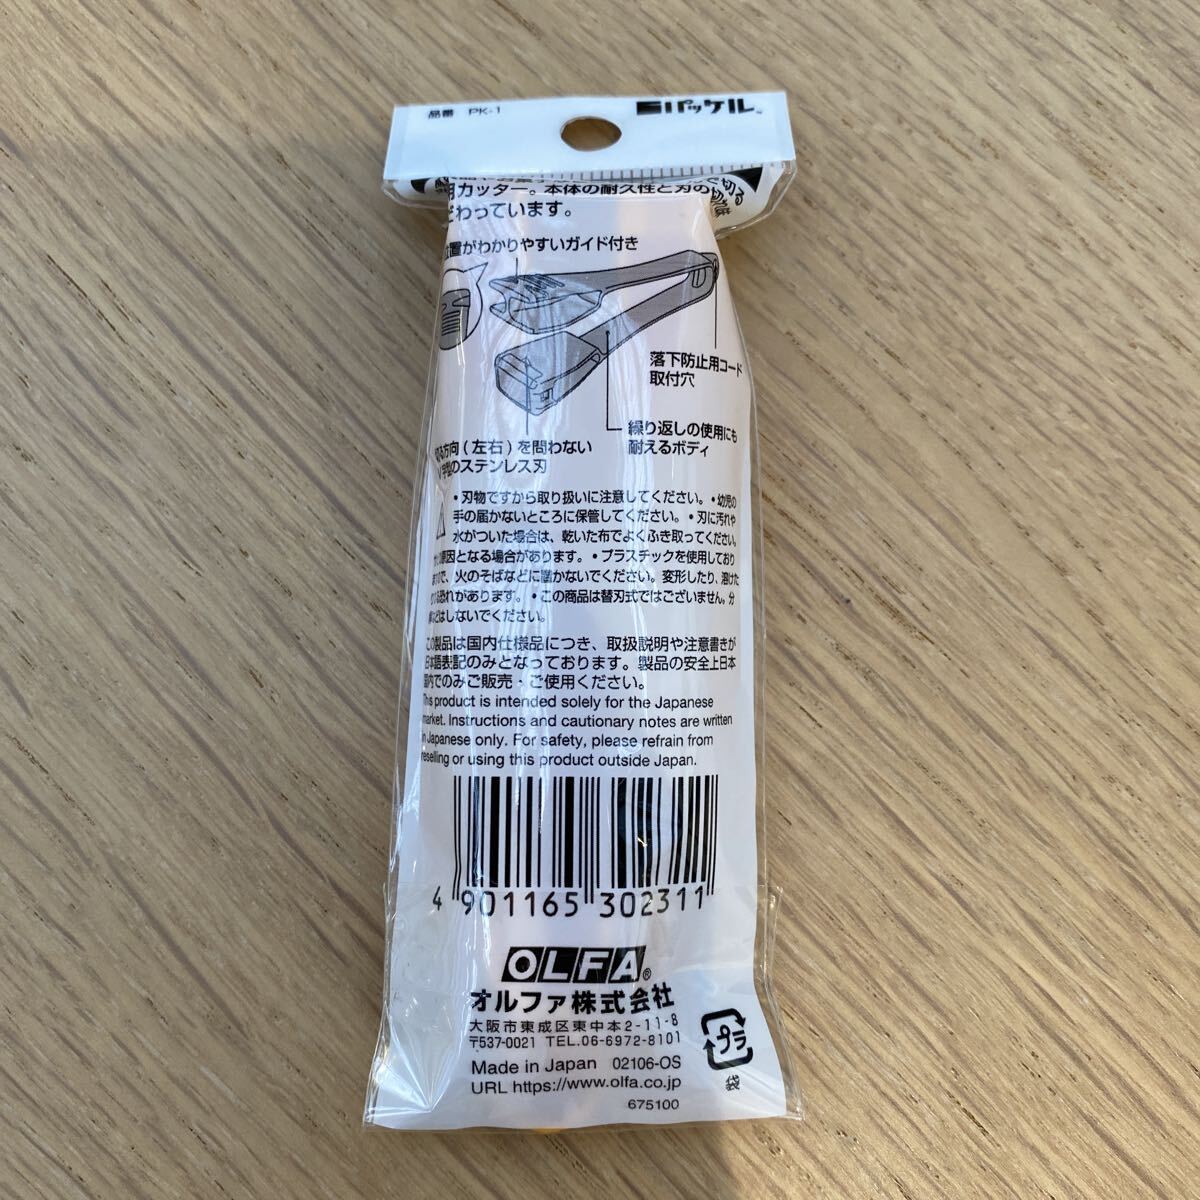 品番 PK-1
パッケル
用カッター。本体の耐久性と刃の切れ味
わっています。
置がわかりやすいガイド付き
落下防止用コード
取付穴
繰り返しの使用にも
耐えるボディ
切る方向(左右)を問わない
字型のステンレス刃
・刃物ですから取り扱いに注意してください。・幼児の
手の届かないところに保管してください。・刃に汚れや
水がついた場合は、乾いた布でよくふき取ってください。
原因となる場合があります。・プラスチックを使用しており
で、火のそばなどに置かないでください。変形したり、溶けた
する恐れがあります。・この商品は替刃式ではございません。分
解などはしないでください。
この製品は国内仕様品につき、取扱説明や注意書きが
日本語表記のみとなっております。製品の安全上日本
国内でのみご販売・ご使用ください。
This product is intended solely for the Japanese
market. Instructions and cautionary notes are written
in Japanese only. For safety, please refrain from
reselling or using this product outside Japan.
4 901165 302311
OLFA®
オルファ株式会社
大阪市東成区東中本2-11-8
〒537-0021 TEL.06-6972-8101
Made in Japan 02106-OS
URL https://www.olfa.co.jp
675100
プラ
袋